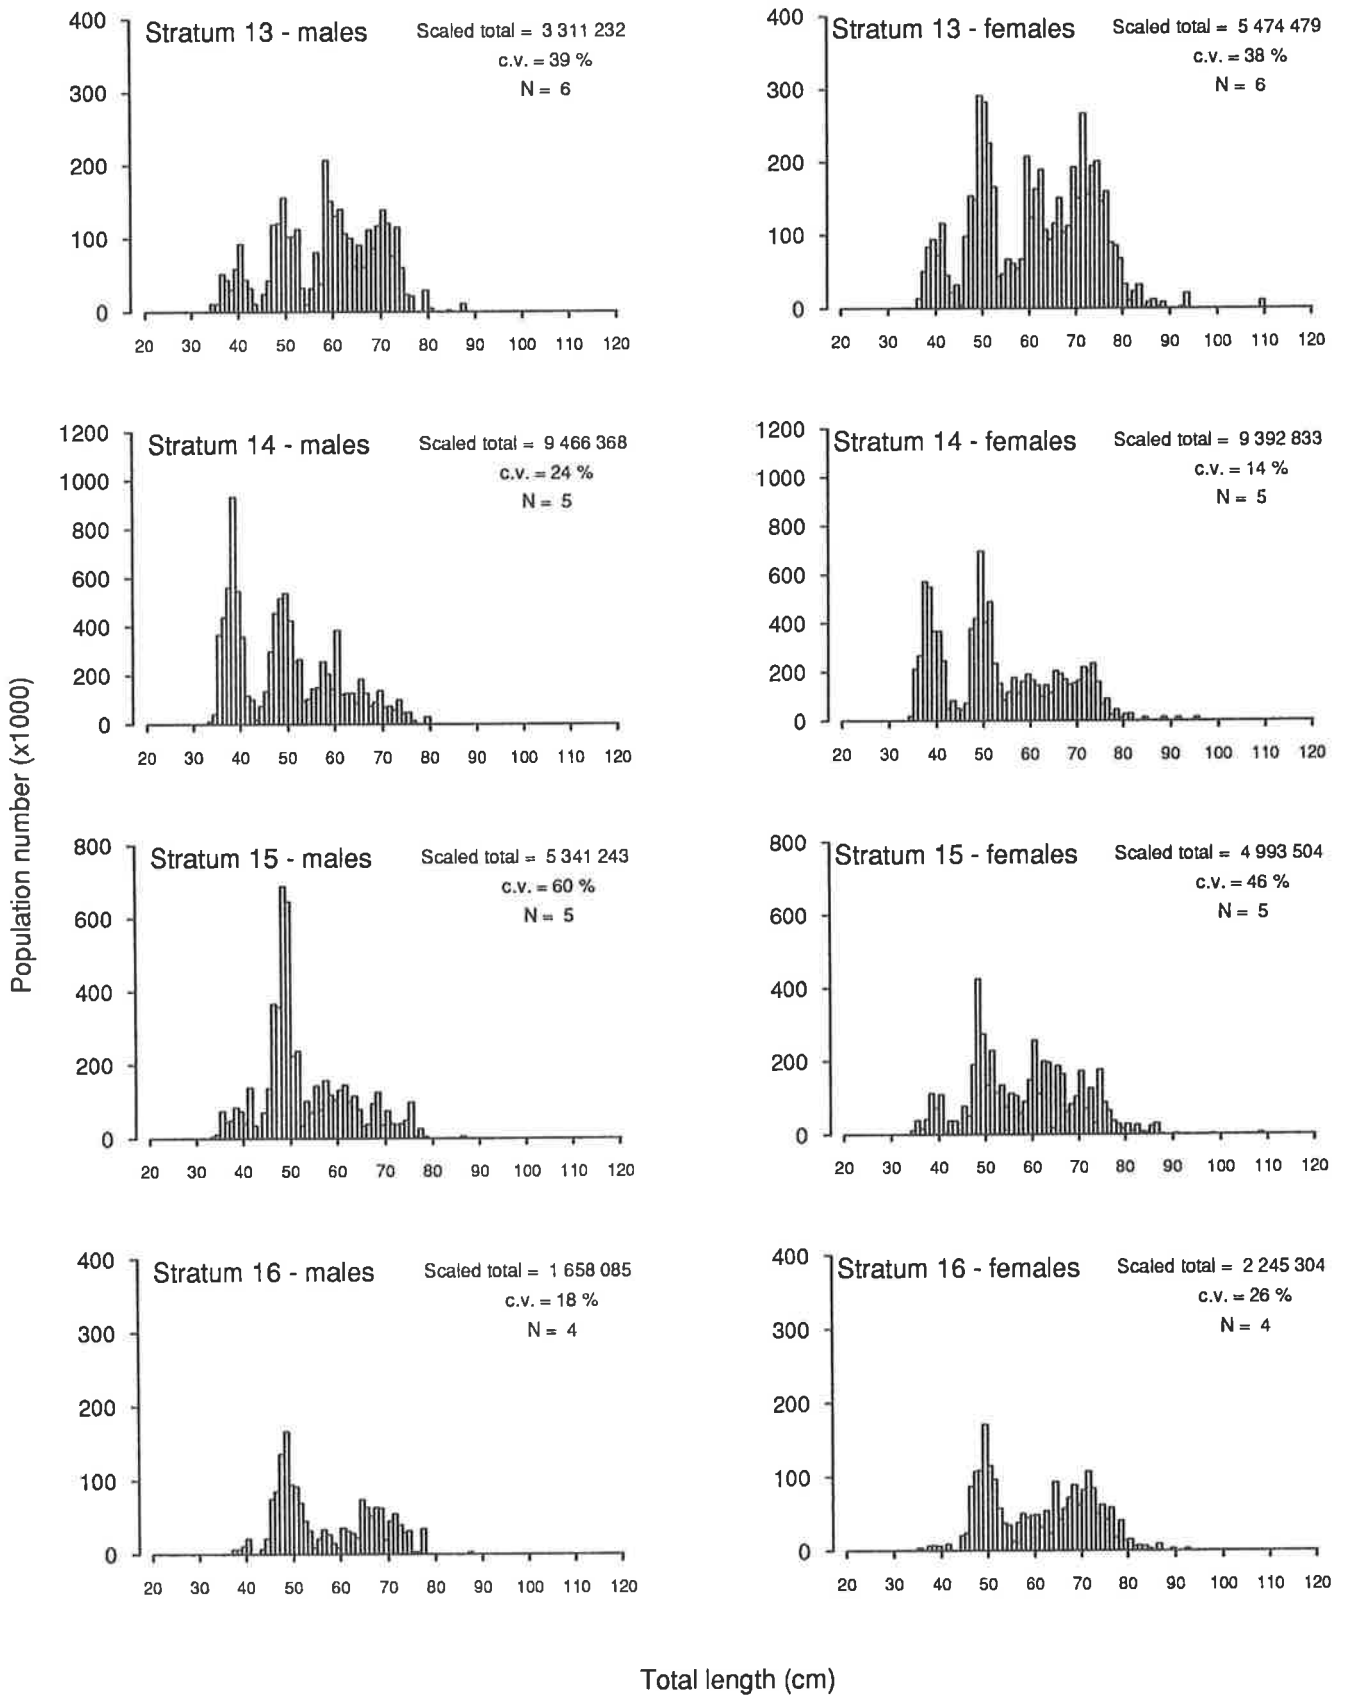 Stratum 13 - males
Scaled total = 3 311 232
c.v. = 39 %
N = 6
400
300
200
100
0
20 30 40 50 60 70 80 90 100 110 120
Stratum 13 - females
Scaled total = 5 474 479
c.v. = 38 %
N = 6
400
300
200
100
0
20 30 40 50 60 70 80 90 100 110 120
Stratum 14 - males
Scaled total = 9 466 368
c.v. = 24 %
N = 5
1200
1000
800
600
400
200
0
20 30 40 50 60 70 80 90 100 110 120
Stratum 14 - females
Scaled total = 9 392 833
c.v. = 14 %
N = 5
1200
1000
800
600
400
200
0
20 30 40 50 60 70 80 90 100 110 120
Population number (x1000)
Stratum 15 - males
Scaled total = 5 341 243
c.v. = 60 %
N = 5
800
600
400
200
0
20 30 40 50 60 70 80 90 100 110 120
Stratum 15 - females
Scaled total = 4 993 504
c.v. = 46 %
N = 5
800
600
400
200
0
20 30 40 50 60 70 80 90 100 110 120
Stratum 16 - males
Scaled total = 1 658 085
c.v. = 18 %
N = 4
400
300
200
100
0
20 30 40 50 60 70 80 90 100 110 120
Stratum 16 - females
Scaled total = 2 245 304
c.v. = 26 %
N = 4
400
300
200
100
0
20 30 40 50 60 70 80 90 100 110 120
Total length (cm)